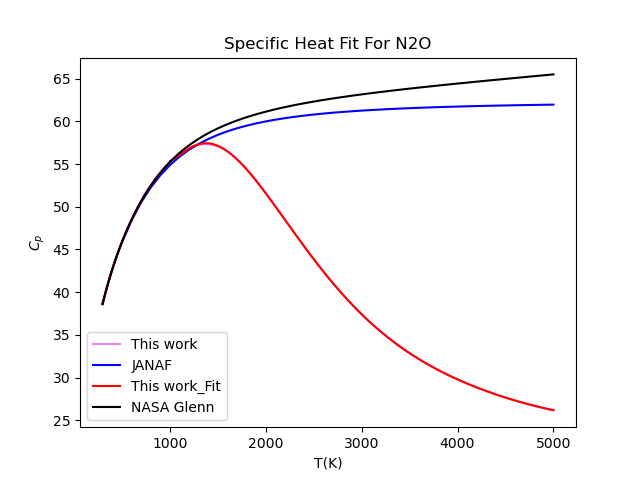 Specific Heat Fit For N2O
65
60
55
50
45
40
35
30
25
C_p
This work
JANAF
This work_Fit
NASA Glenn
1000
2000
3000
4000
5000
T(K)